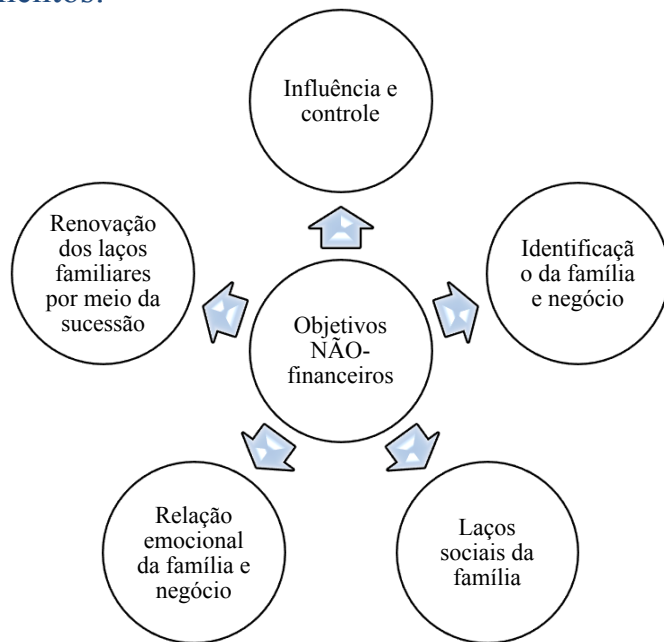 Influência e
controle
Identificaçã
o da família
e negócio
Laços
sociais da
família
Relação
emocional
da família e
negócio
Renovação
dos laços
familiares
por meio da
sucessão
Objetivos
NÃO-
financeiros